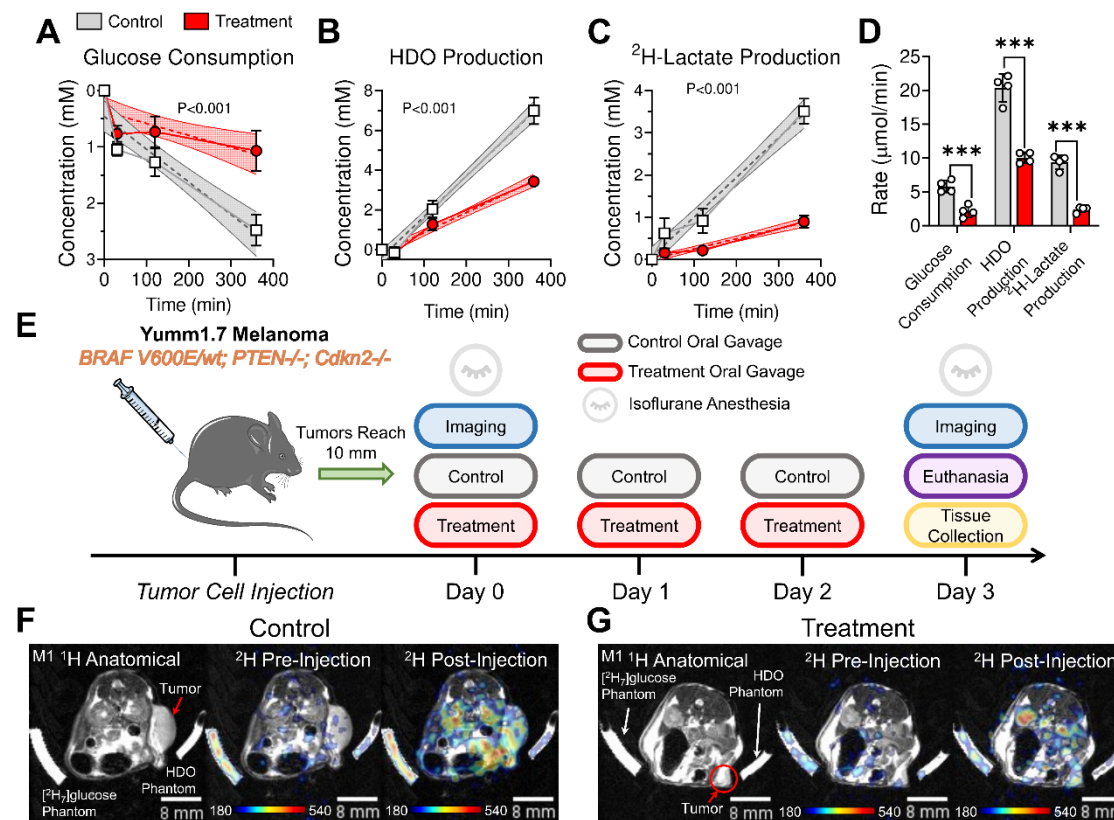 Control Treatment
A
Glucose Consumption
P<0.001
Concentration (mM)
0
1
2
3
0 100 200 300 400
Time (min)
B
HDO Production
P<0.001
Concentration (mM)
8
6
4
2
0
0 100 200 300 400
Time (min)
C
²H-Lactate Production
P<0.001
Concentration (mM)
4
3
2
1
0
0 100 200 300 400
Time (min)
D
*** *** ***
Rate (μmol/min)
25
20
15
10
5
0
Glucose
Consumption
HDO
Production
²H-Lactate
Production
E
Yumm1.7 Melanoma
BRAF V600E/wt; PTEN-/-; Cdkn2-/-
Tumors Reach
10 mm
Control Oral Gavage
Treatment Oral Gavage
Isoflurane Anesthesia
Imaging
Control
Treatment
Control
Treatment
Control
Treatment
Imaging
Euthanasia
Tissue
Collection
Tumor Cell Injection
Day 0
Day 1
Day 2
Day 3
F
Control
M1 ¹H Anatomical
²H Pre-Injection
²H Post-Injection
Tumor
HDO
Phantom
[²H₇]glucose
Phantom
8 mm
180 540
8 mm
180 540
8 mm
G
Treatment
M1 ¹H Anatomical
²H Pre-Injection
²H Post-Injection
[²H₇]glucose
Phantom
HDO
Phantom
Tumor
8 mm
180 540
8 mm
180 540
8 mm